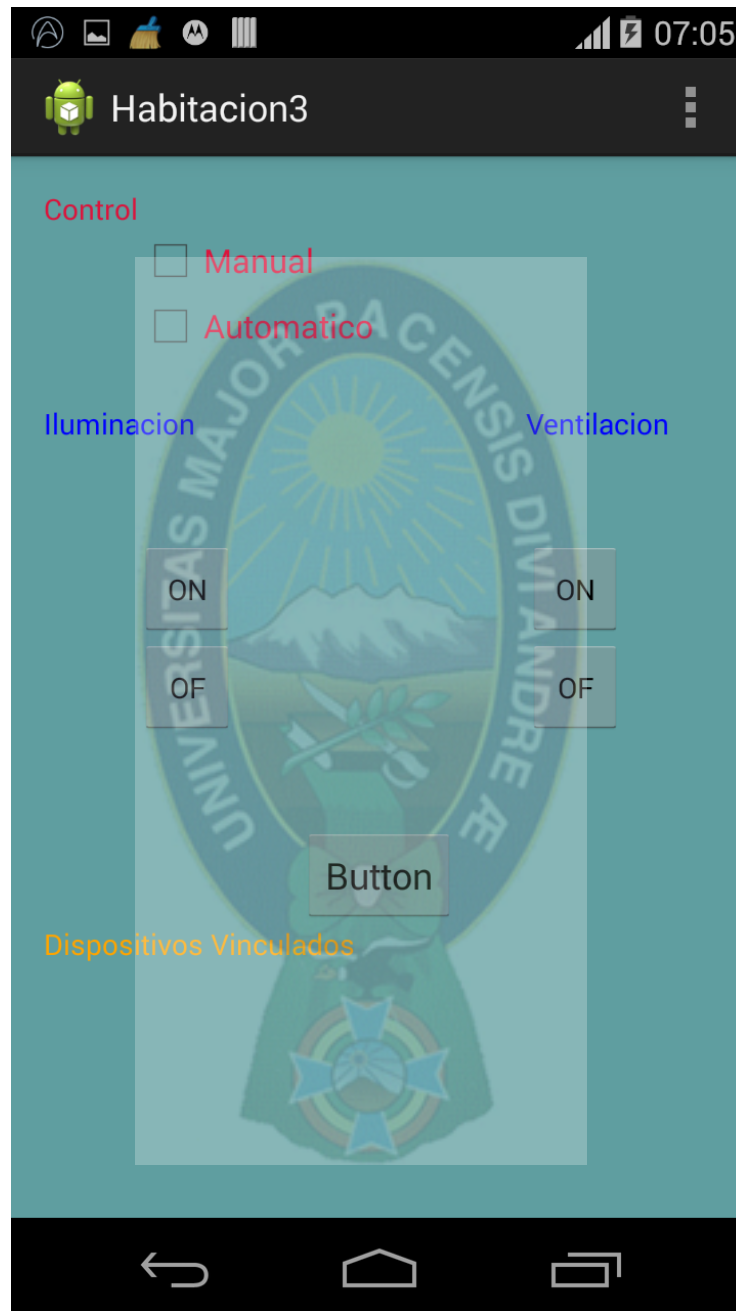 07:05
Habitacion3
Control
Manual
Automatico
Iluminacion
Ventilacion
ON
ON
OF
OF
Button
Dispositivos Vinculados
UNIVERSITAS MAJOR PACENSIS DIVI ANDRE Æ